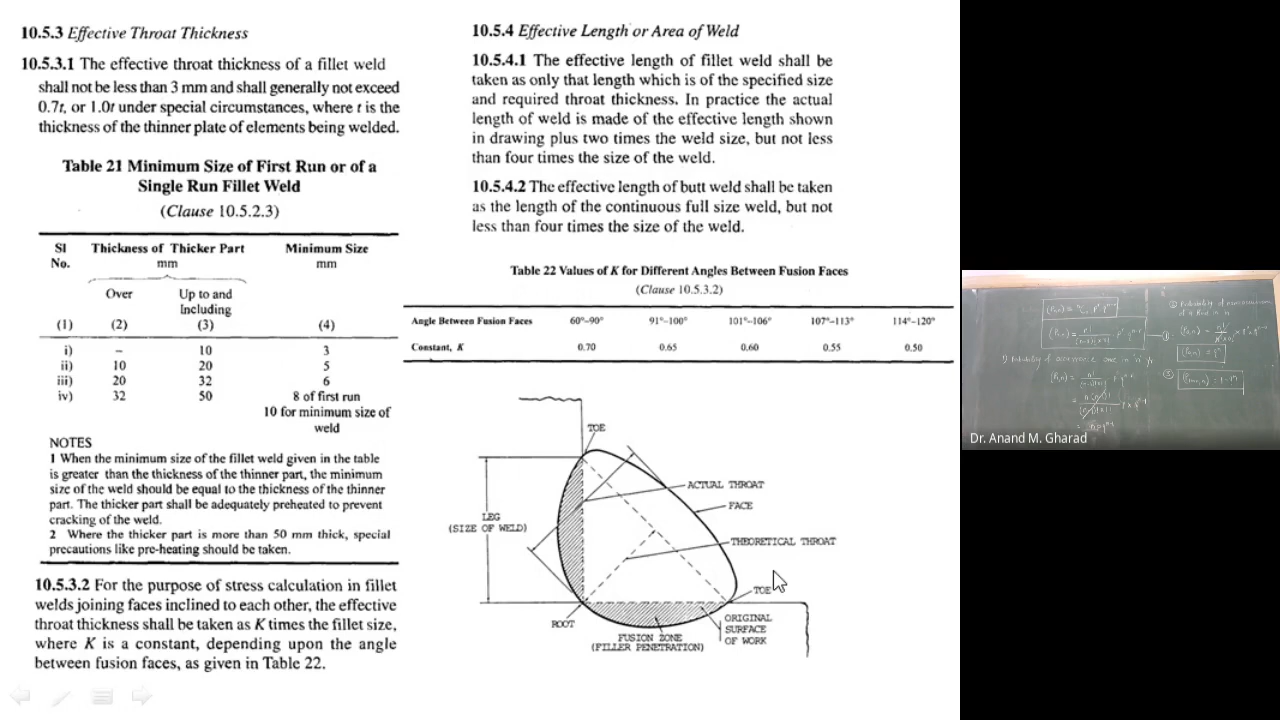 10.5.3 Effective Throat Thickness
10.5.3.1 The effective throat thickness of a fillet weld
shall not be less than 3 mm and shall generally not exceed
0.7t, or 1.0t under special circumstances, where t is the
thickness of the thinner plate of elements being welded.
Table 21 Minimum Size of First Run or of a
Single Run Fillet Weld
(Clause 10.5.2.3)
Sl No. Thickness of Thicker Part mm Minimum Size mm
Over Up to and Including
(1) (2) (3) (4)
i) – 10 3
ii) 10 20 5
iii) 20 32 6
iv) 32 50 8 of first run
10 for minimum size of
weld
NOTES
1 When the minimum size of the fillet weld given in the table
is greater than the thickness of the thinner part, the minimum
size of the weld should be equal to the thickness of the thinner
part. The thicker part shall be adequately preheated to prevent
cracking of the weld.
2 Where the thicker part is more than 50 mm thick, special
precautions like pre-heating should be taken.
10.5.3.2 For the purpose of stress calculation in fillet
welds joining faces inclined to each other, the effective
throat thickness shall be taken as K times the fillet size,
where K is a constant, depending upon the angle
between fusion faces, as given in Table 22.
10.5.4 Effective Length or Area of Weld
10.5.4.1 The effective length of fillet weld shall be
taken as only that length which is of the specified size
and required throat thickness. In practice the actual
length of weld is made of the effective length shown
in drawing plus two times the weld size, but not less
than four times the size of the weld.
10.5.4.2 The effective length of butt weld shall be taken
as the length of the continuous full size weld, but not
less than four times the size of the weld.
Table 22 Values of K for Different Angles Between Fusion Faces
(Clause 10.5.3.2)
Angle Between Fusion Faces 60°–90° 91°–100° 101°–106° 107°–113° 114°–120°
Constant, K 0.70 0.65 0.60 0.55 0.50
TOE
ACTUAL THROAT
FACE
LEG
(SIZE OF WELD)
THEORETICAL THROAT
TOE
ROOT
ORIGINAL
SURFACE
OF WORK
FUSION ZONE
(FILLER PENETRATION)
Dr. Anand M. Gharad